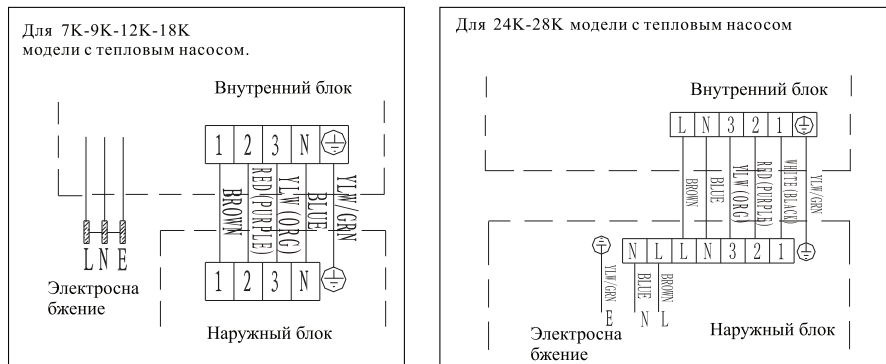 Для 7K-9K-12K-18K
модели с тепловым насосом.
Внутренний блок
1 2 3 N
BROWN
RED(PURPLE)
YLW (ORG)
BLUE
YLW/GRN
L N E
Электросна
бжение
1 2 3 N
Наружный блок
Для 24K-28K модели с тепловым насосом
Внутренний блок
L N 3 2 1
BROWN
BLUE
YLW (ORG)
RED(PURPLE)
WHITE(BLACK)
YLW/GRN
N L L N 3 2 1
YLW/GRN
BLUE
BROWN
E N L
Электросна
бжение
Наружный блок